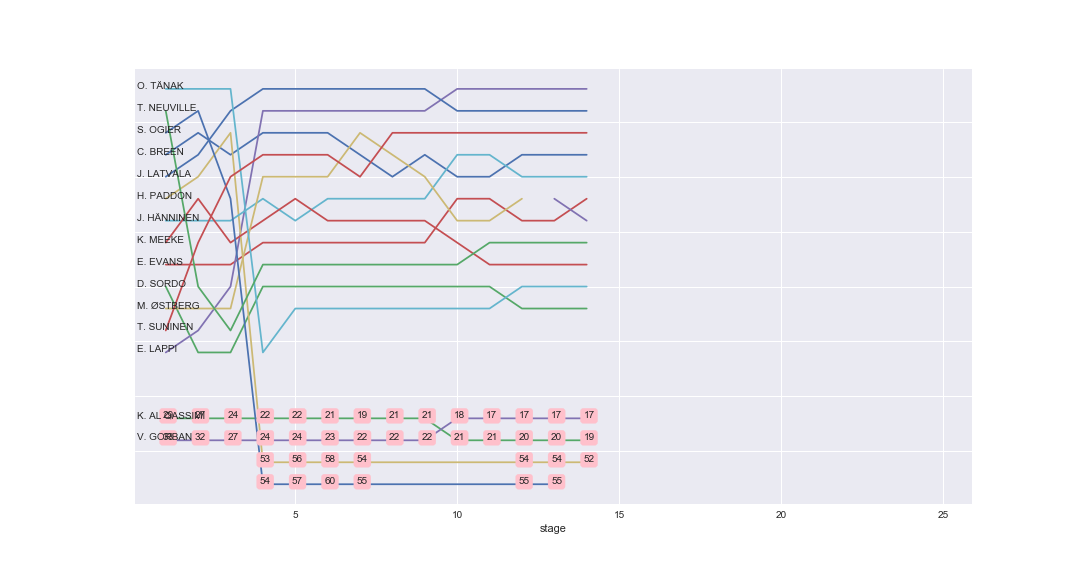 O. TÄNAK
T. NEUVILLE
S. OGIER
C. BREEN
J. LATVALA
H. PADDON
J. HÄNNINEN
K. MEEKE
E. EVANS
D. SORDO
M. ØSTBERG
T. SUNINEN
E. LAPPI
K. AL QASSIMI 24 22 22 21 19 21 21 18 17 17 17 17
V. GORBAN 32 27 24 24 23 22 22 22 21 21 20 20 19
53 56 58 54 54 54 52
54 57 60 55 55 55
5 10 15 20 25
stage